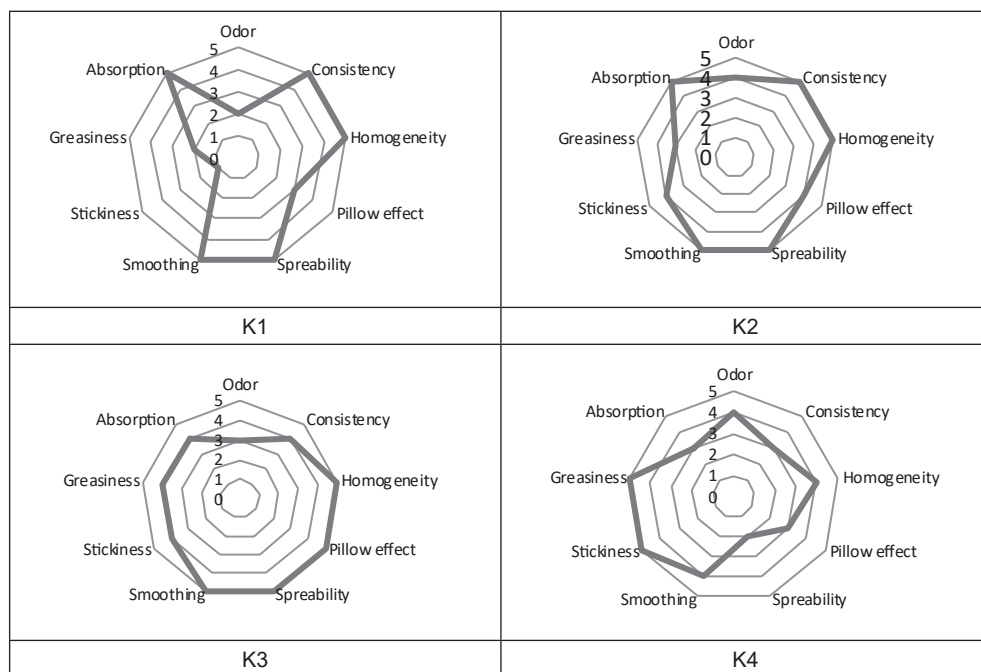 Odor
5
4
3
2
1
0
Absorption
Consistency
Greasiness
Homogeneity
Stickiness
Pillow effect
Smoothing
Spreability
K1
Odor
5
4
3
2
1
0
Absorption
Consistency
Greasiness
Homogeneity
Stickiness
Pillow effect
Smoothing
Spreability
K2
Odor
5
4
3
2
1
0
Absorption
Consistency
Greasiness
Homogeneity
Stickiness
Pillow effect
Smoothing
Spreability
K3
Odor
5
4
3
2
1
0
Absorption
Consistency
Greasiness
Homogeneity
Stickiness
Pillow effect
Smoothing
Spreability
K4